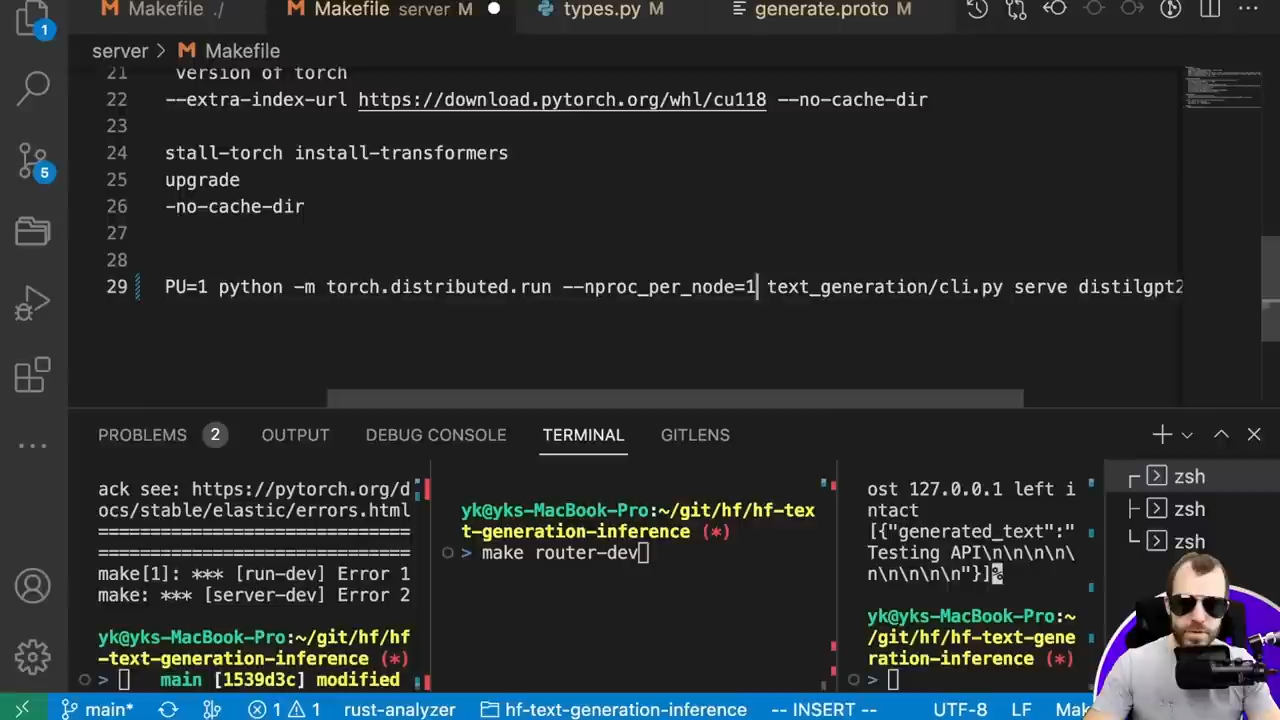 Makefile ./
Makefile server M
types.py M
generate.proto M
server > Makefile
21 version of torch
22 --extra-index-url https://download.pytorch.org/whl/cu118 --no-cache-dir
23
24 stall-torch install-transformers
25 upgrade
26 -no-cache-dir
27
28
29 PU=1 python -m torch.distributed.run --nproc_per_node=1 text_generation/cli.py serve distilgpt2
1
5
PROBLEMS 2 OUTPUT DEBUG CONSOLE TERMINAL GITLENS
ack see: https://pytorch.org/d
ocs/stable/elastic/errors.html
==============================
==============================
make[1]: *** [run-dev] Error 1
make: *** [server-dev] Error 2
yk@yks-MacBook-Pro:~/git/hf/hf
-text-generation-inference (*)
> main [1539d3c] modified
yk@yks-MacBook-Pro:~/git/hf/hf-tex
t-generation-inference (*)
> make router-dev
ost 127.0.0.1 left i
ntact
[{"generated_text":"
Testing API\n\n\n\n\
n\n\n\n\n"}]%
yk@yks-MacBook-Pro:~
/git/hf/hf-text-gene
ration-inference (*)
>
zsh
zsh
zsh
main* 1 1 rust-analyzer hf-text-generation-inference -- INSERT -- UTF-8 LF Mak